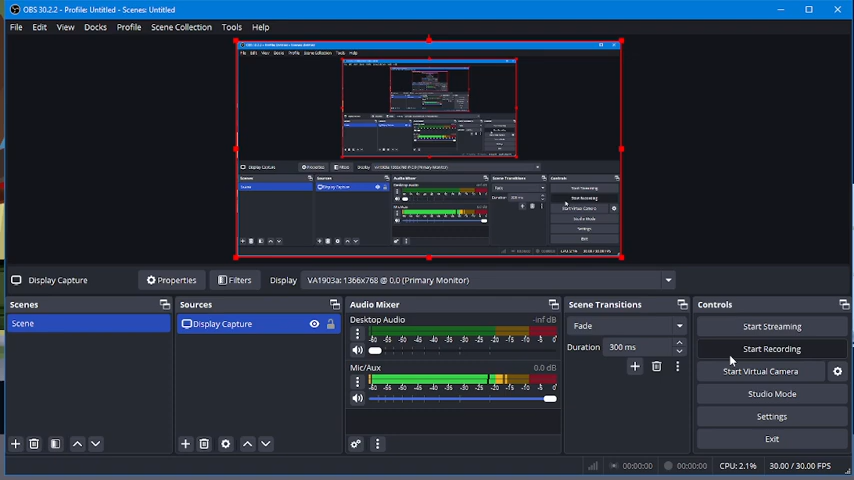 OBS 30.2.2 - Profile: Untitled - Scenes: Untitled
File Edit View Docks Profile Scene Collection Tools Help
Display Capture Properties Filters Display VA1903a: 1366x768 @ 0,0 (Primary Monitor)
Scenes
Scene
Sources
Display Capture
Audio Mixer
Desktop Audio -inf dB
-60 -55 -50 -45 -40 -35 -30 -25 -20 -15 -10 -5 0
Mic/Aux 0.0 dB
-60 -55 -50 -45 -40 -35 -30 -25 -20 -15 -10 -5 0
Scene Transitions
Fade
Duration 300 ms
Controls
Start Streaming
Start Recording
Start Virtual Camera
Studio Mode
Settings
Exit
00:00:00 00:00:00 CPU: 2.1% 30.00 / 30.00 FPS